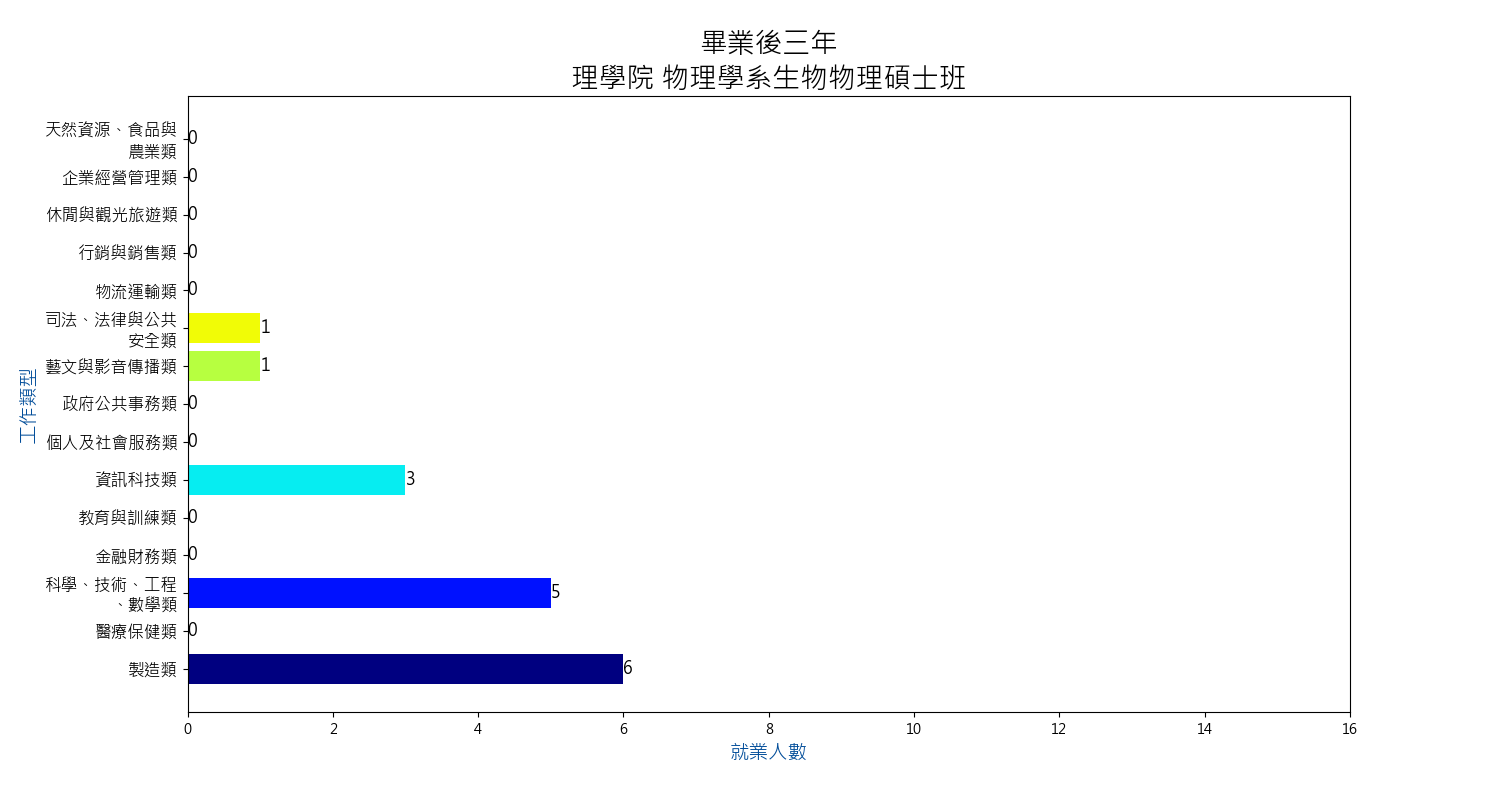 畢業後三年
理學院 物理學系生物物理碩士班
天然資源、食品與
農業類
0
企業經營管理類
0
休閒與觀光旅遊類
0
行銷與銷售類
0
物流運輸類
0
司法、法律與公共
安全類
1
藝文與影音傳播類
1
政府公共事務類
0
個人及社會服務類
0
資訊科技類
3
教育與訓練類
0
金融財務類
0
科學、技術、工程
、數學類
5
醫療保健類
0
製造類
6
工作類型
0 2 4 6 8 10 12 14 16
就業人數